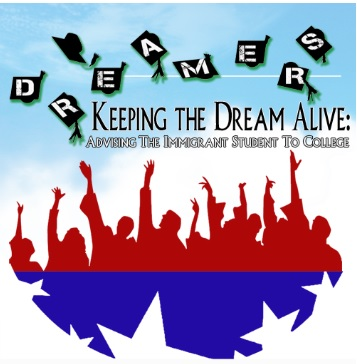 DREAMERS
KEEPING THE DREAM ALIVE:
ADVISING THE IMMIGRANT STUDENT TO COLLEGE